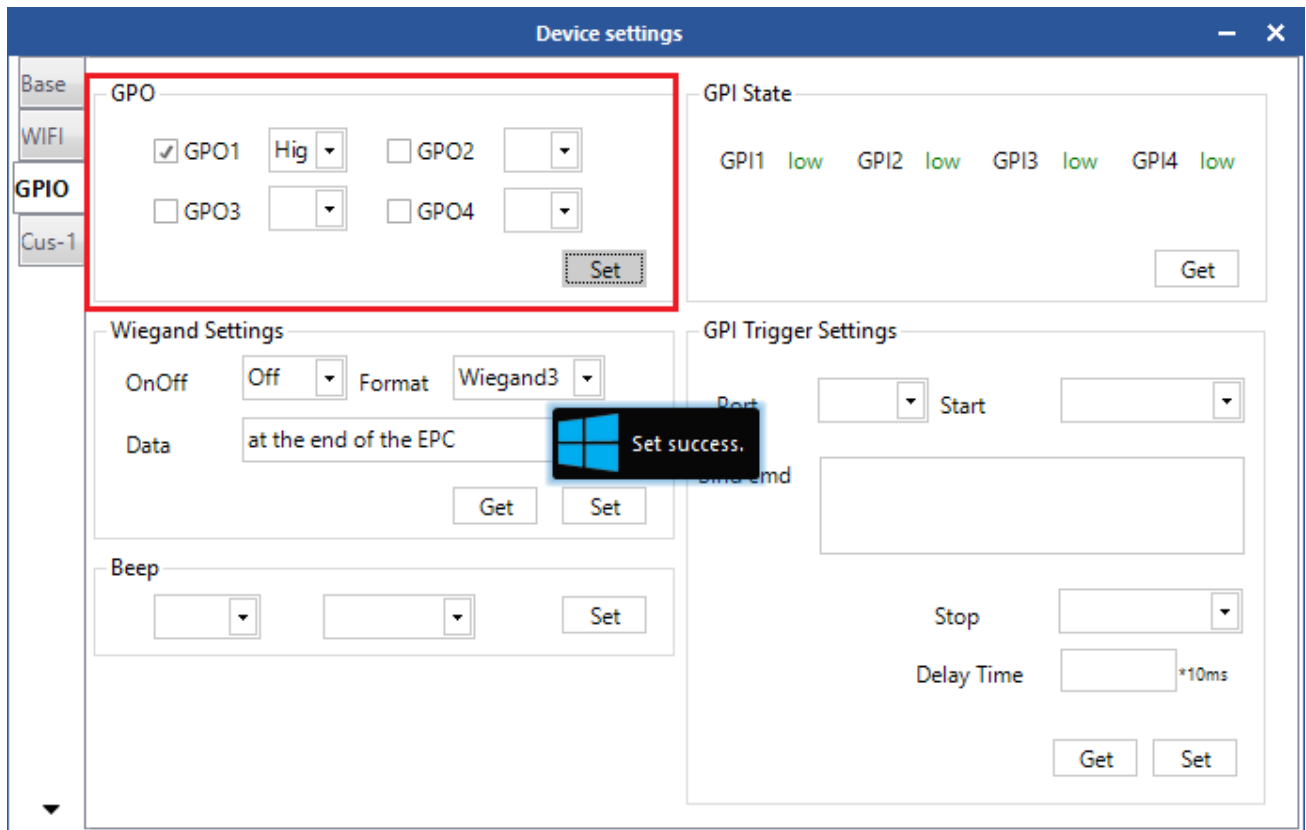 Device settings
Base
WIFI
GPIO
Cus-1
GPO
GPO1 Hig GPO2
GPO3 GPO4
Set
GPI State
GPI1 low GPI2 low GPI3 low GPI4 low
Get
Wiegand Settings
OnOff Off Format Wiegand3
Data at the end of the EPC
Get Set
Set success.
Beep
Set
GPI Trigger Settings
Port Start
cmd
Stop
Delay Time *10ms
Get Set